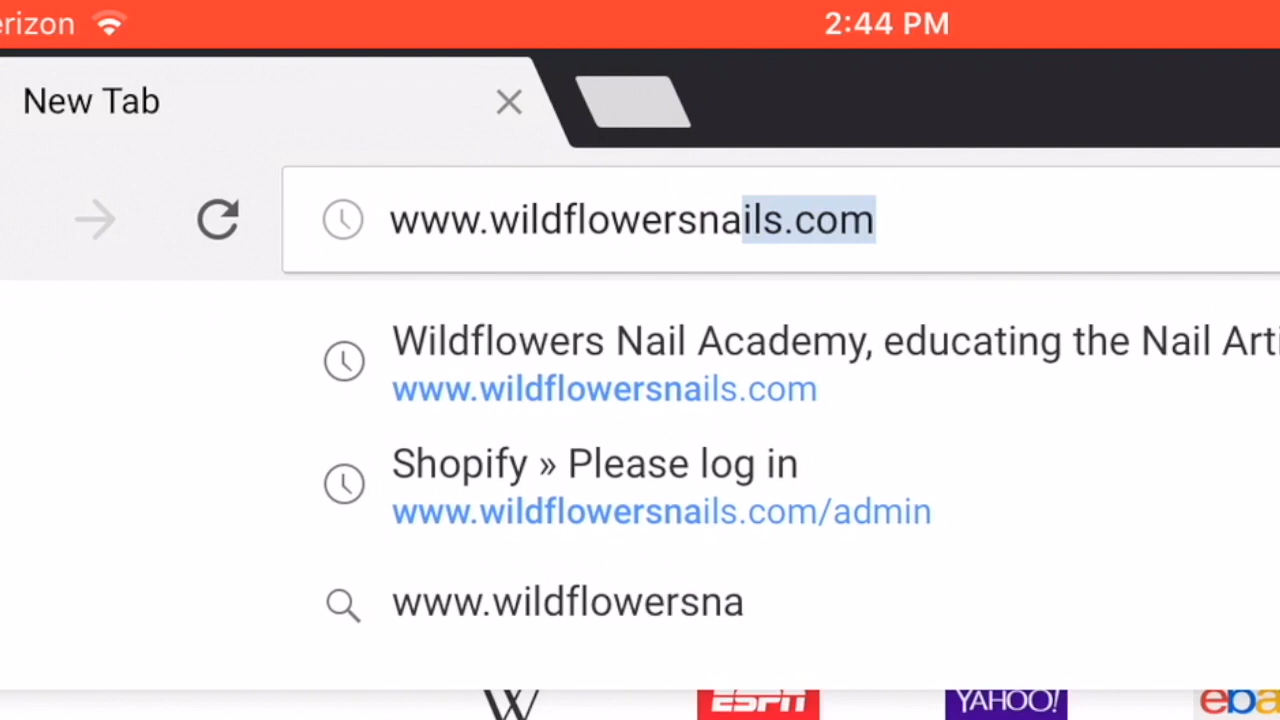 erizon
2:44 PM
New Tab
www.wildflowersnails.com
Wildflowers Nail Academy, educating the Nail Arti
www.wildflowersnails.com
Shopify » Please log in
www.wildflowersnails.com/admin
www.wildflowersna
W
ESPN
YAHOO!
eba